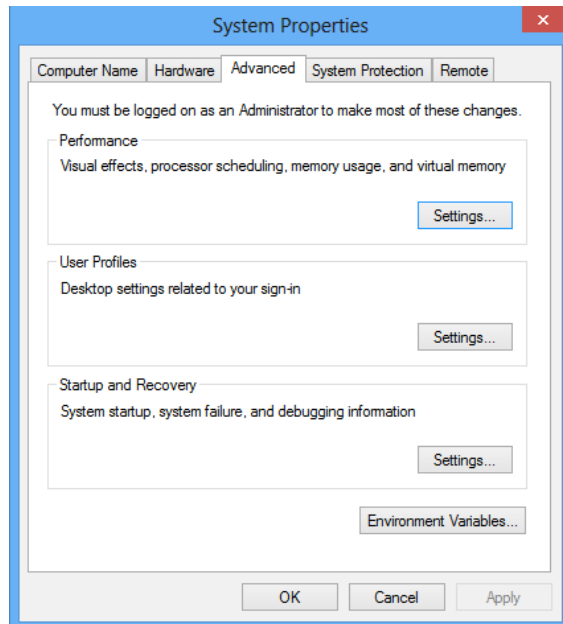 System Properties
Computer Name
Hardware
Advanced
System Protection
Remote
You must be logged on as an Administrator to make most of these changes.
Performance
Visual effects, processor scheduling, memory usage, and virtual memory
Settings...
User Profiles
Desktop settings related to your sign-in
Settings...
Startup and Recovery
System startup, system failure, and debugging information
Settings...
Environment Variables...
OK
Cancel
Apply